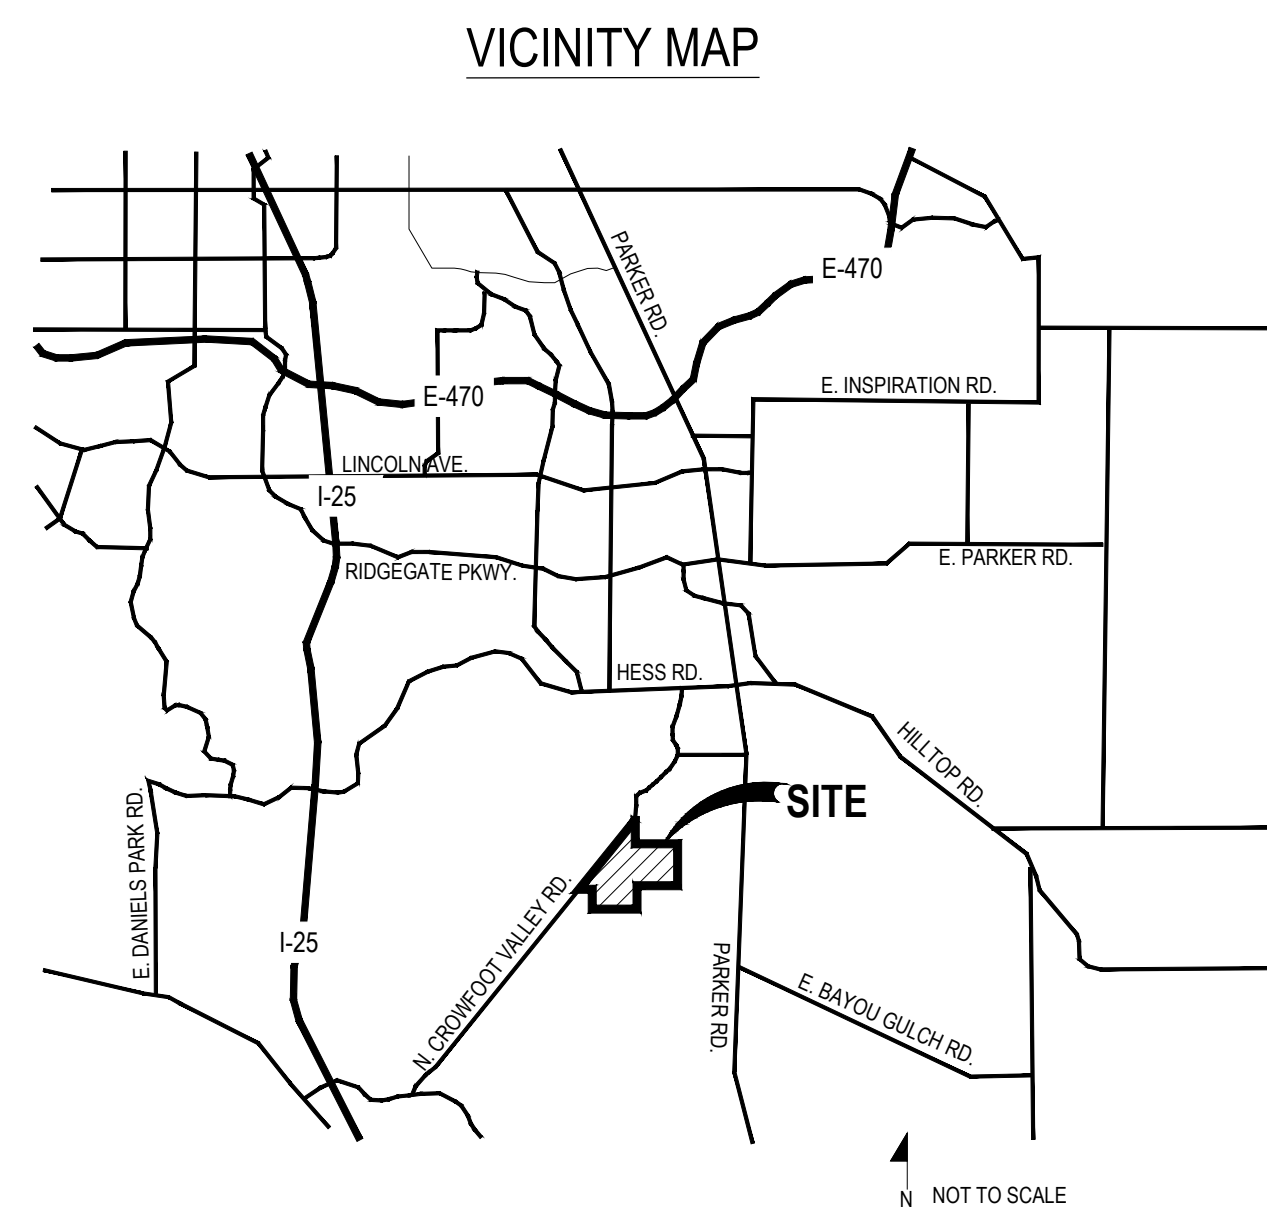 VICINITY MAP
PARKER RD.
E-470
E. INSPIRATION RD.
E-470
LINCOLN AVE.
I-25
E. PARKER RD.
RIDGEGATE PKWY.
HESS RD.
HILLTOP RD.
SITE
E. DANIELS PARK RD.
N. CROWFOOT VALLEY RD.
I-25
PARKER RD.
E. BAYOU GULCH RD.
N
NOT TO SCALE